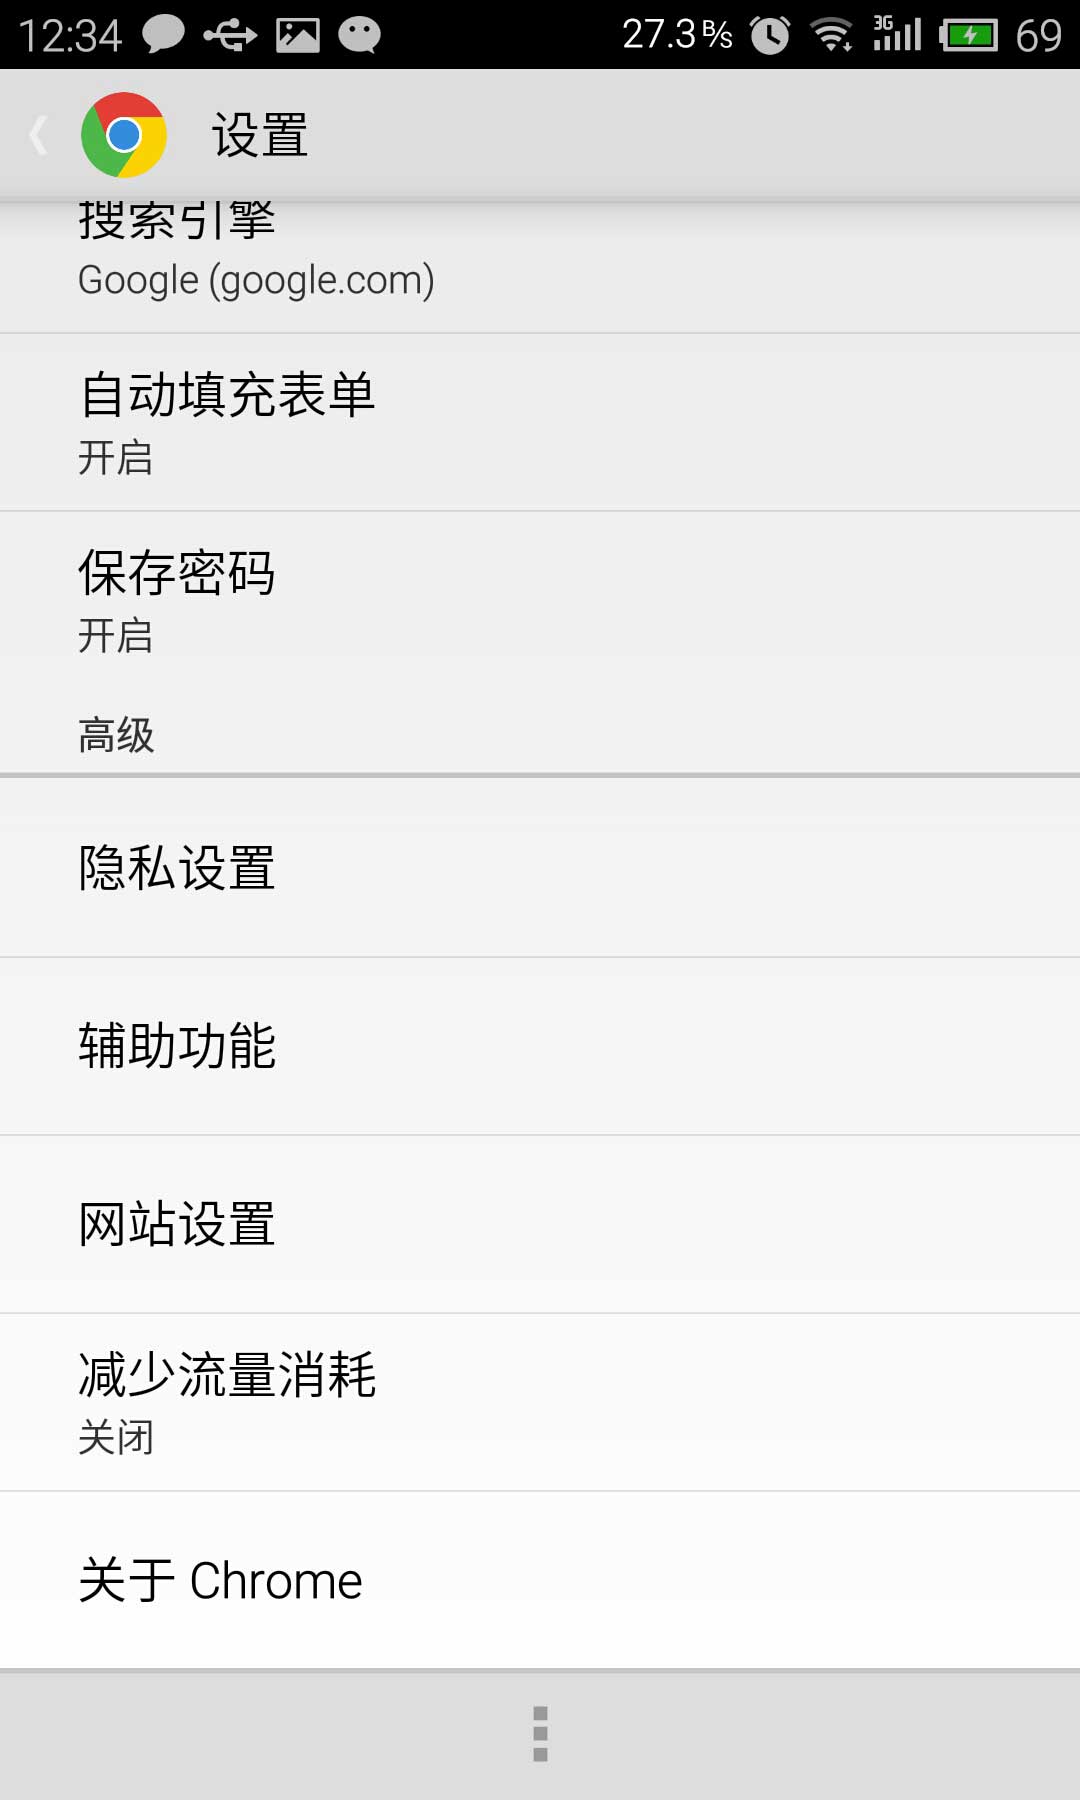 12:34 27.3 B/s 3G 69
设置
搜索引擎
Google (google.com)
自动填充表单
开启
保存密码
开启
高级
隐私设置
辅助功能
网站设置
减少流量消耗
关闭
关于 Chrome